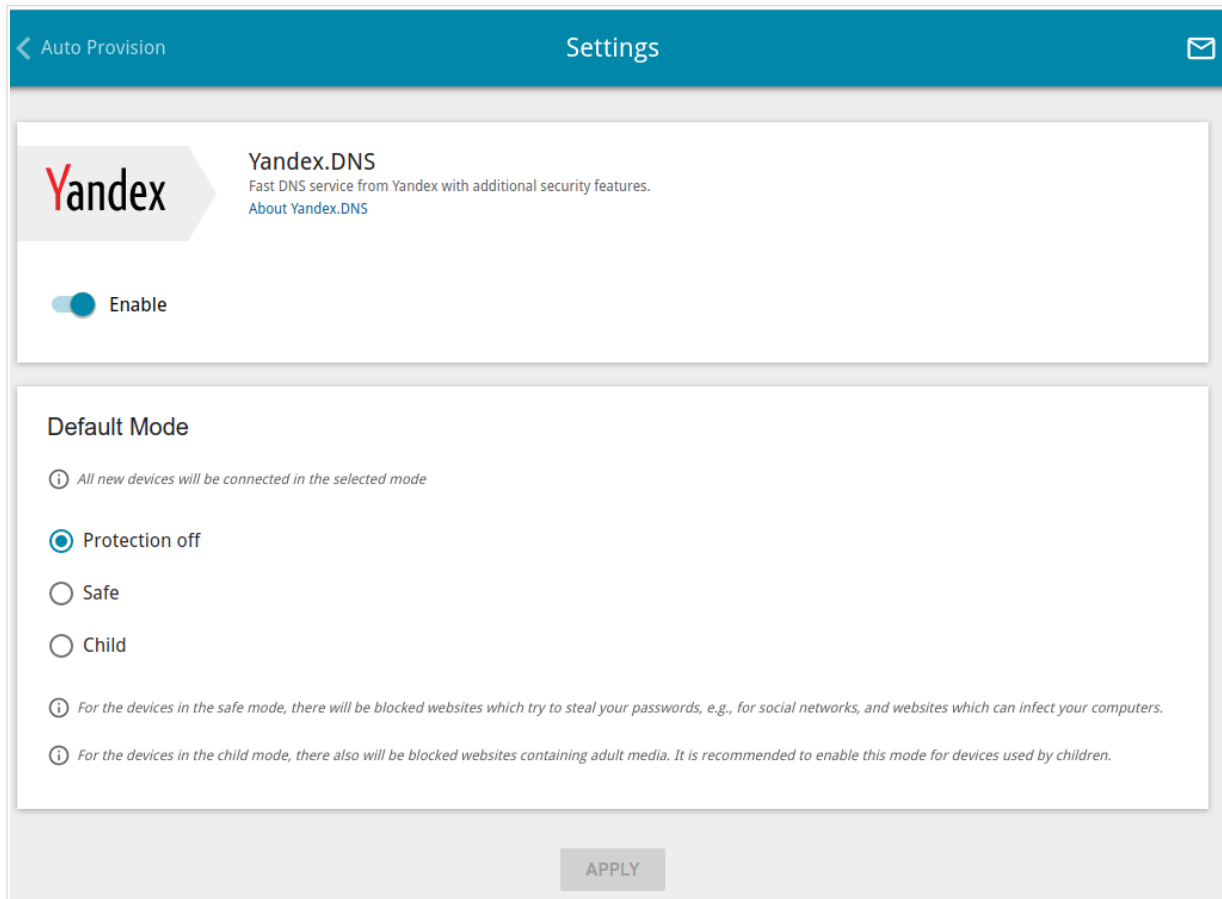 Auto Provision
Settings
Yandex
Yandex.DNS
Fast DNS service from Yandex with additional security features.
About Yandex.DNS
Enable
Default Mode
All new devices will be connected in the selected mode
Protection off
Safe
Child
For the devices in the safe mode, there will be blocked websites which try to steal your passwords, e.g., for social networks, and websites which can infect your computers.
For the devices in the child mode, there also will be blocked websites containing adult media. It is recommended to enable this mode for devices used by children.
APPLY